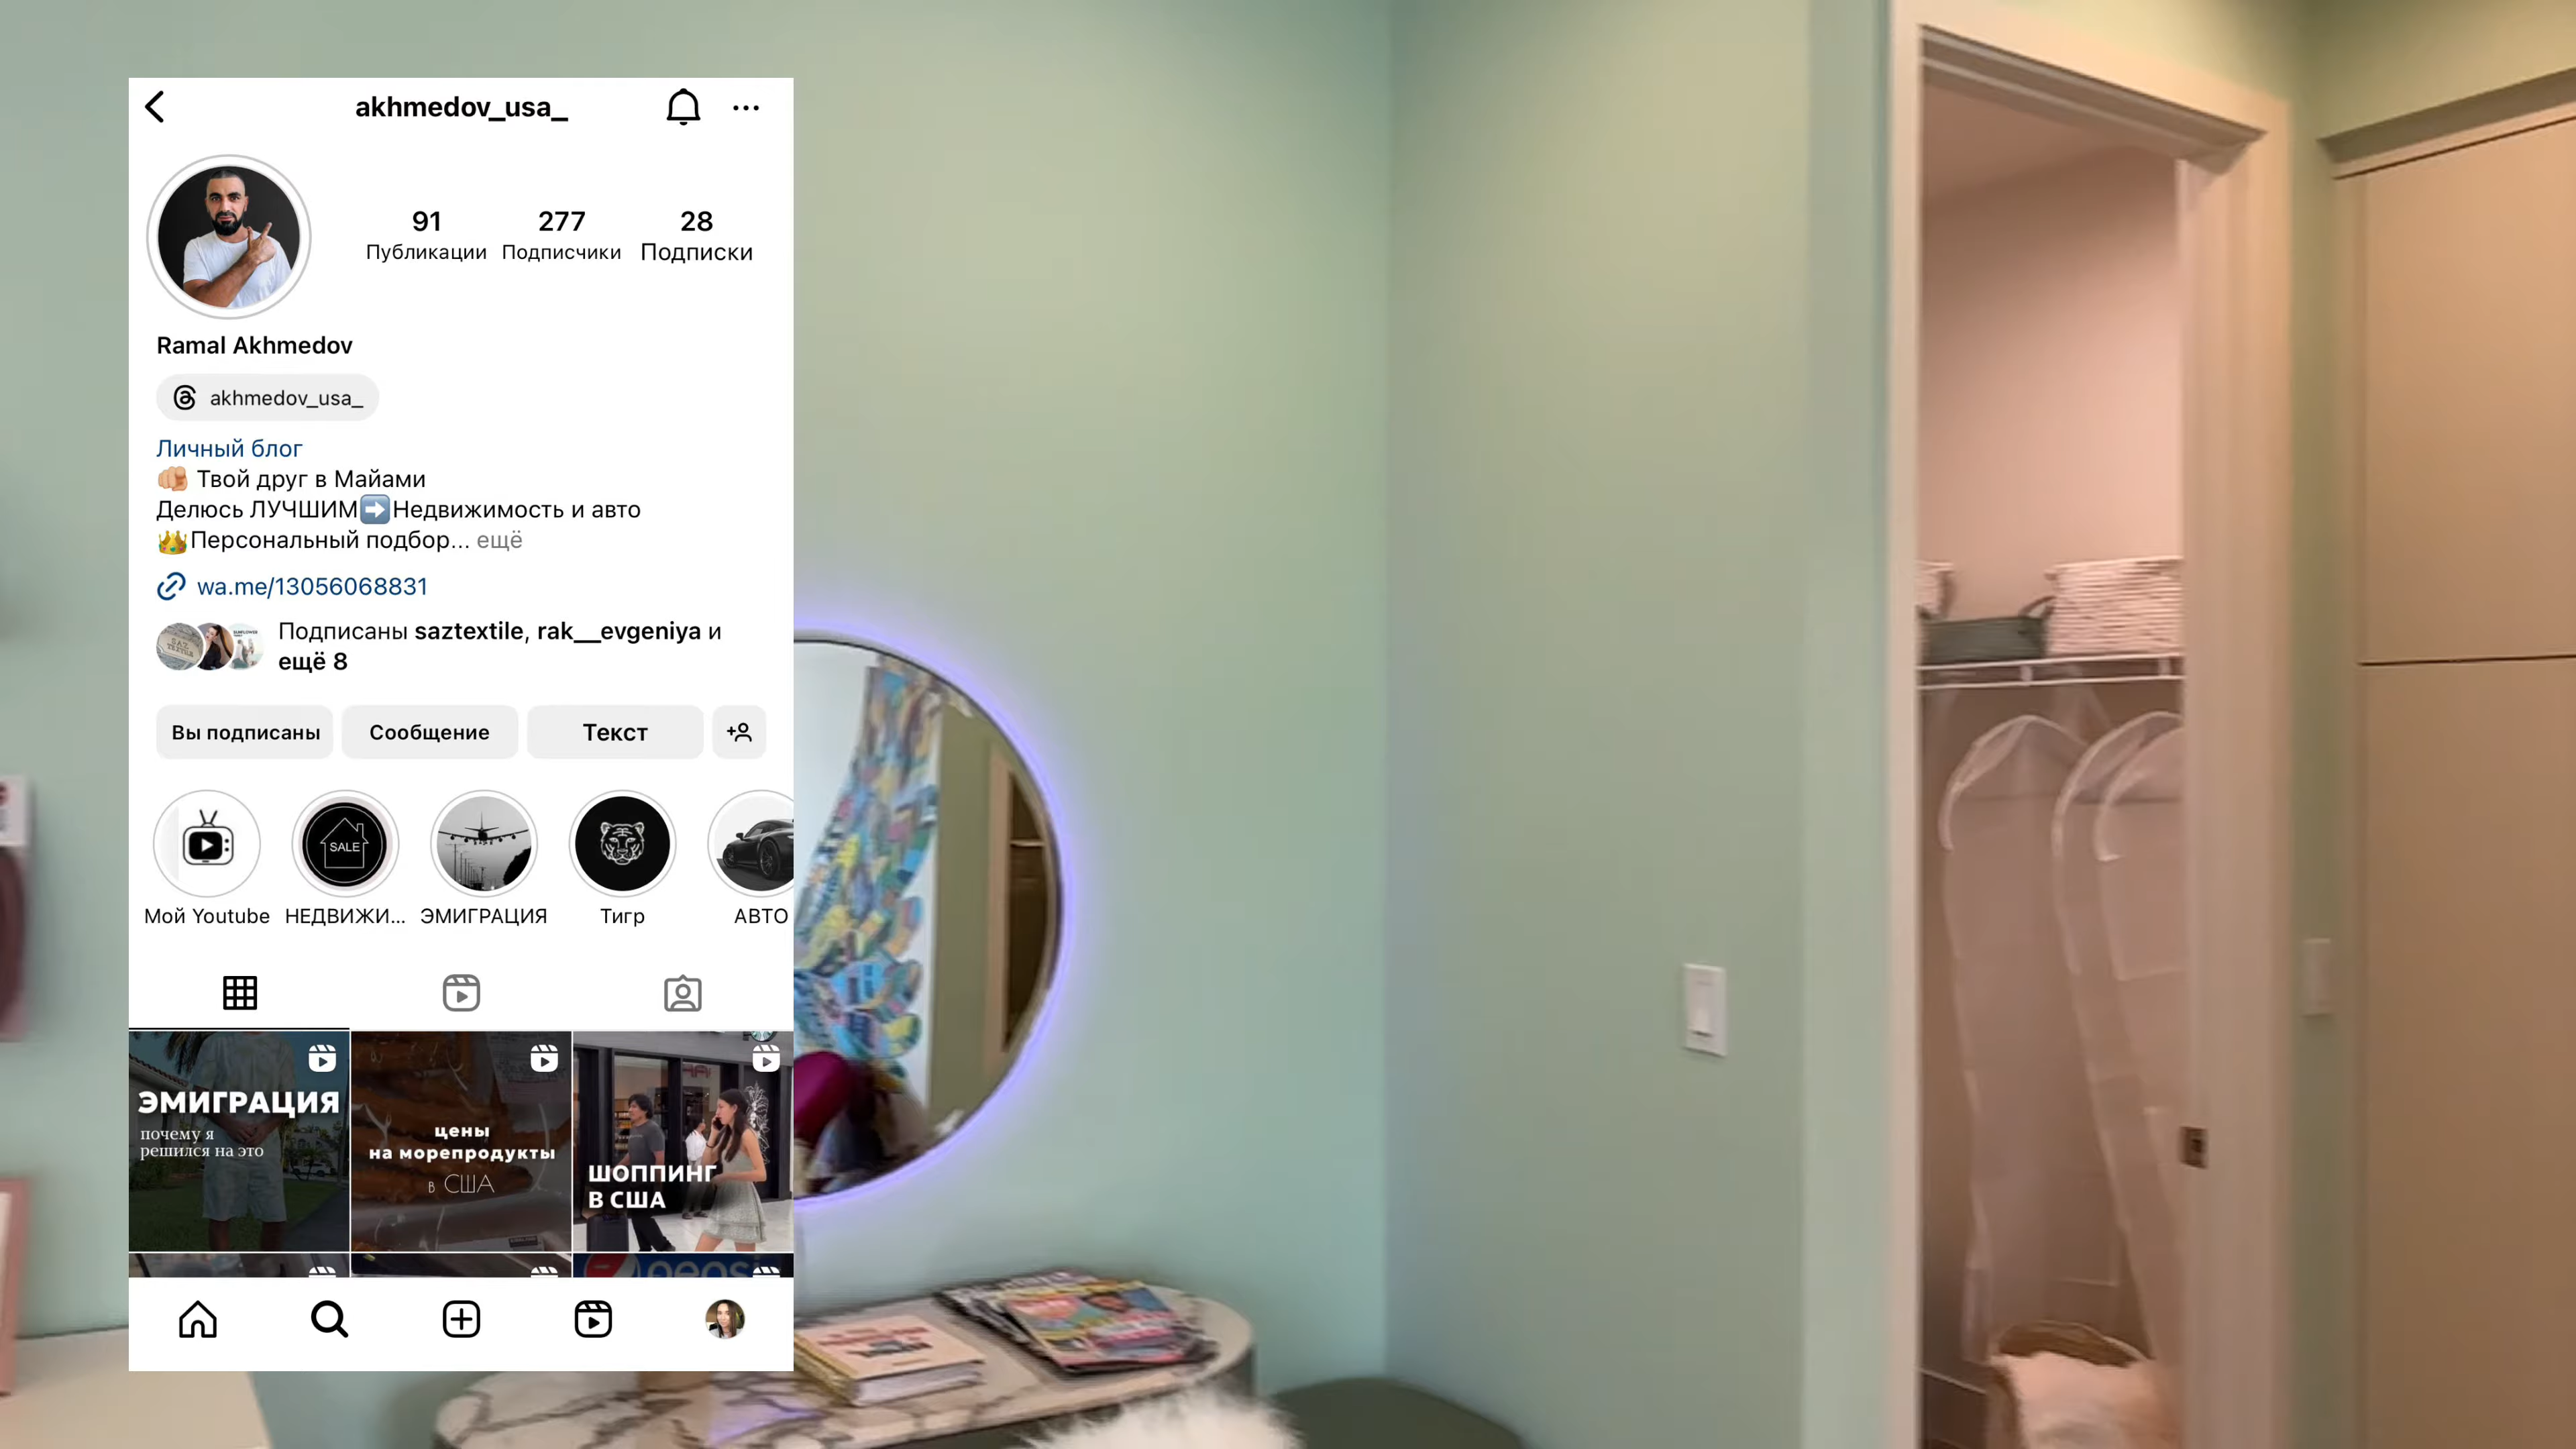 akhmedov_usa_
91
277
28
Публикации
Подписчики
Подписки
Ramal Akhmedov
akhmedov_usa_
Личный блог
Твой друг в Майами
Делюсь ЛУЧШИМ➡️Недвижимость и авто
Персональный подбор... ещё
wa.me/13056068831
Подписаны saztextile, rak__evgeniya и
ещё 8
Вы подписаны
Сообщение
Текст
SALE
Мой Youtube
НЕДВИЖИ...
ЭМИГРАЦИЯ
Тигр
АВТО
ЭМИГРАЦИЯ
почему я
решился на это
цены
на морепродукты
в США
ШОППИНГ
В США
pepsi